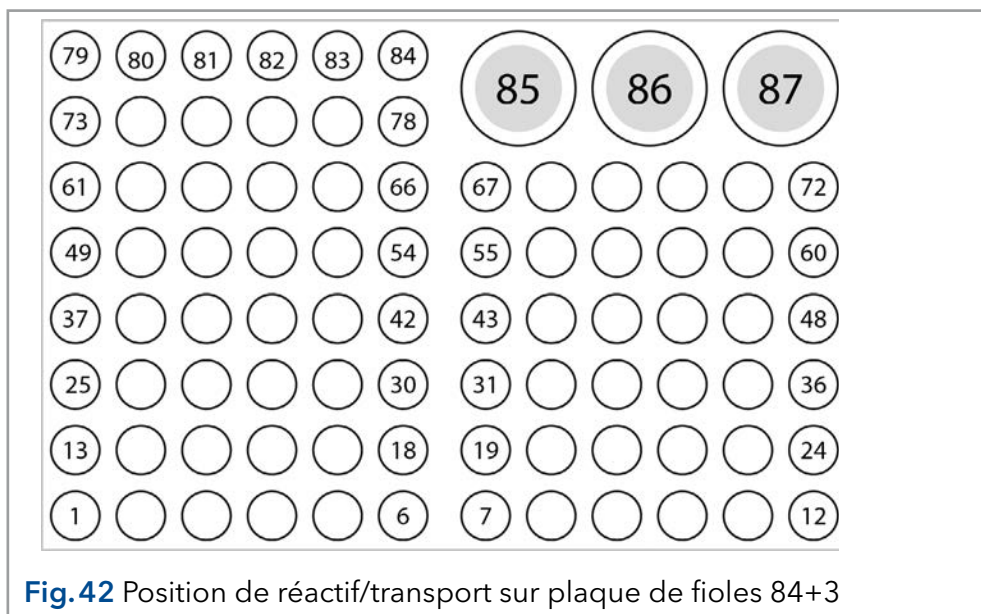 79 80 81 82 83 84
85 86 87
73 78
61 66 67 72
49 54 55 60
37 42 43 48
25 30 31 36
13 18 19 24
1 6 7 12
Fig.42 Position de réactif/transport sur plaque de fioles 84+3